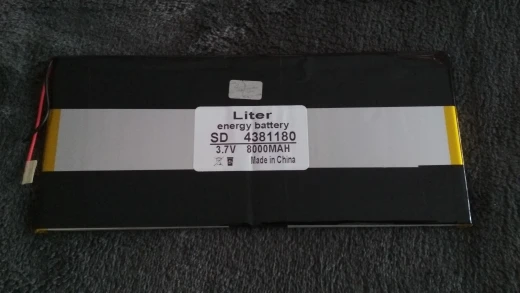 Liter
energy battery
SD 4381180
3.7V 8000MAH
Made in China